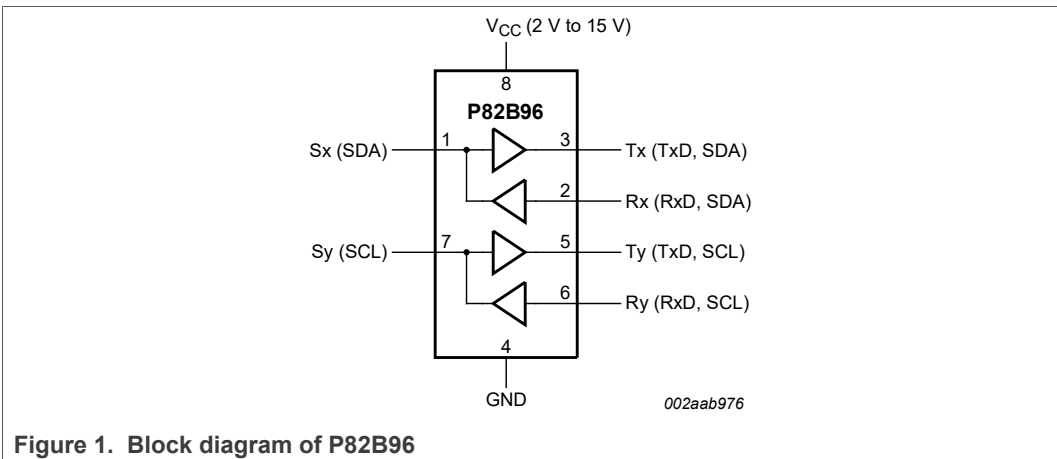 VCC (2 V to 15 V)
8
P82B96
Sx (SDA)
1
3
Tx (TxD, SDA)
2
Rx (RxD, SDA)
Sy (SCL)
7
5
Ty (TxD, SCL)
6
Ry (RxD, SCL)
4
GND
002aab976
Figure 1. Block diagram of P82B96